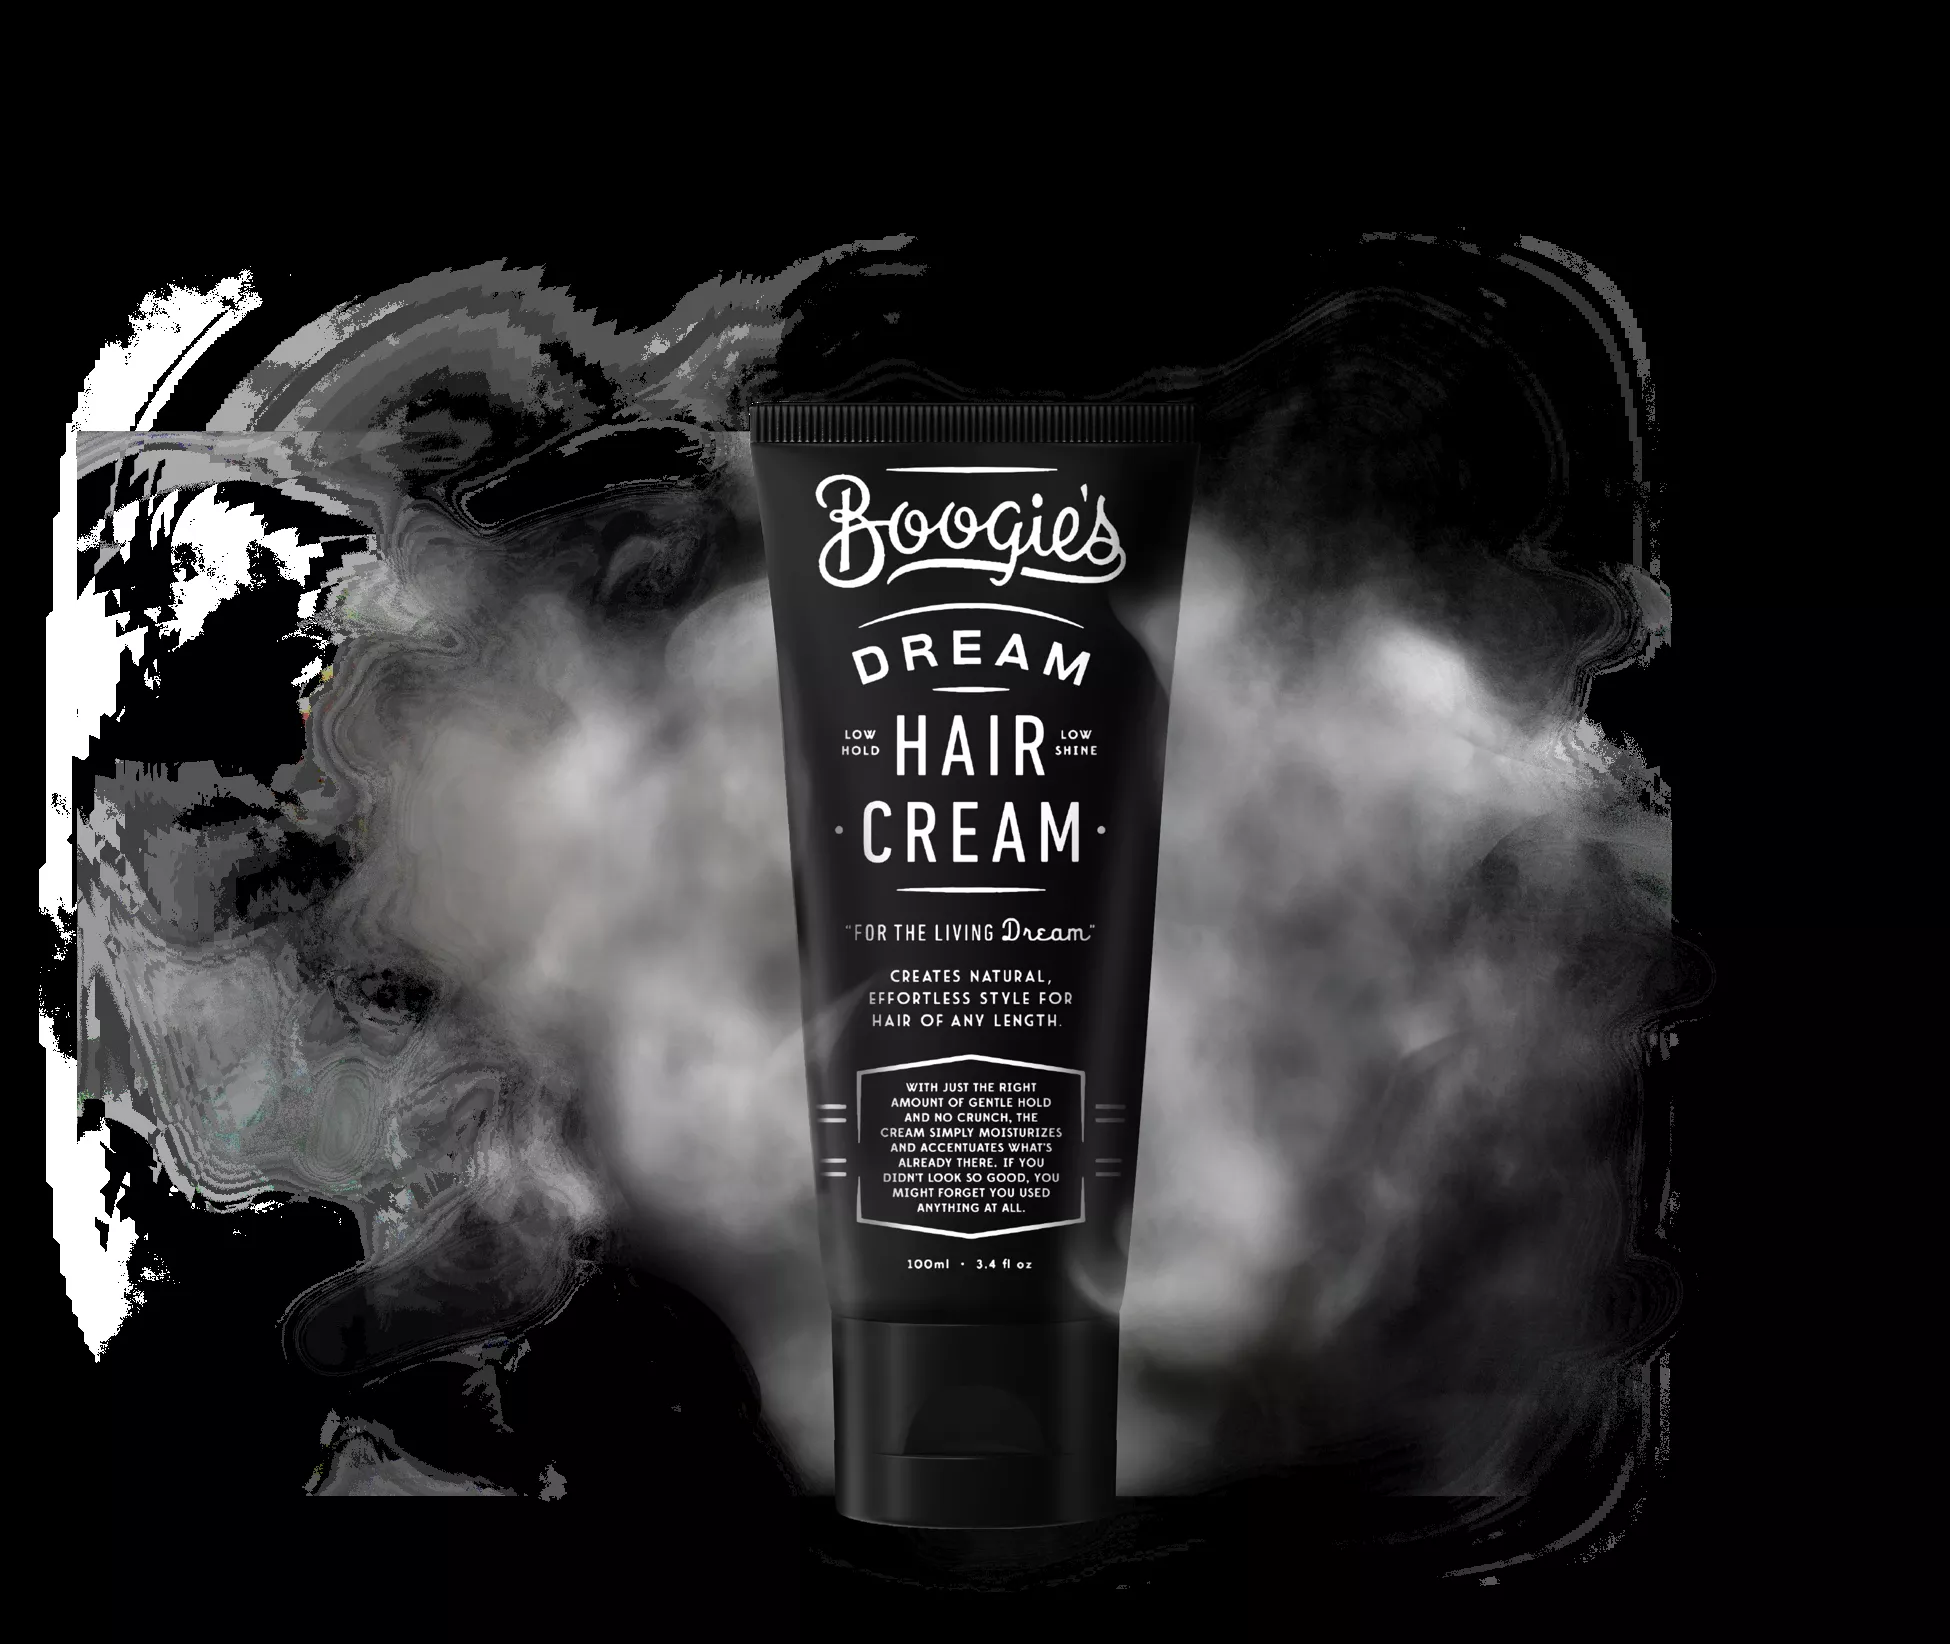 Boogie's
DREAM
LOW HOLD HAIR LOW SHINE
· CREAM ·
"FOR THE LIVING Dream"
CREATES NATURAL,
EFFORTLESS STYLE FOR
HAIR OF ANY LENGTH.
WITH JUST THE RIGHT
AMOUNT OF GENTLE HOLD
AND NO CRUNCH, THE
CREAM SIMPLY MOISTURIZES
AND ACCENTUATES WHAT'S
ALREADY THERE. IF YOU
DIDN'T LOOK SO GOOD, YOU
MIGHT FORGET YOU USED
ANYTHING AT ALL.
100ml · 3.4 fl oz